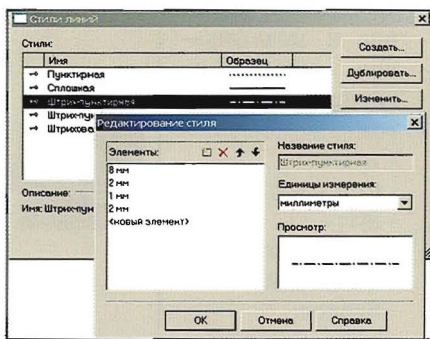 Стили линий
Стили:
Имя Образец
Пунктирная
Сплошная
Штрих-пунктирная
Штрих-пун
Штрихова
Создать...
Дублировать...
Изменить...
Описание:
Имя: Штрих-пун
Редактирование стиля
Элементы:
8 мм
2 мм
1 мм
2 мм
<новый элемент>
Название стиля:
Штрих-пунктирная
Единицы измерения:
миллиметры
Просмотр:
ОК Отмена Справка